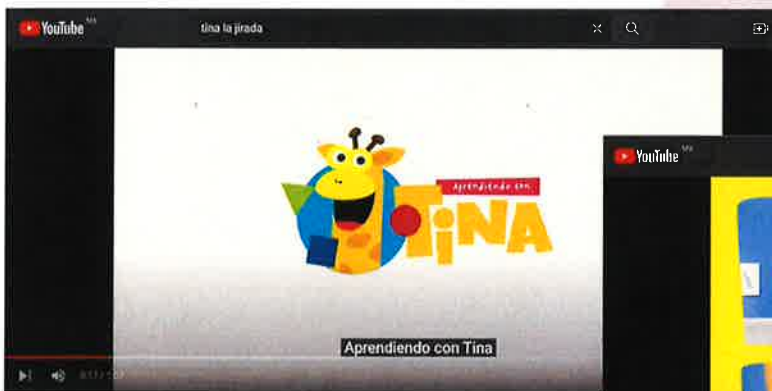 YouTube MX
tina la jirada
Aprendiendo con
TiNA
Aprendiendo con Tina
YouTube MX